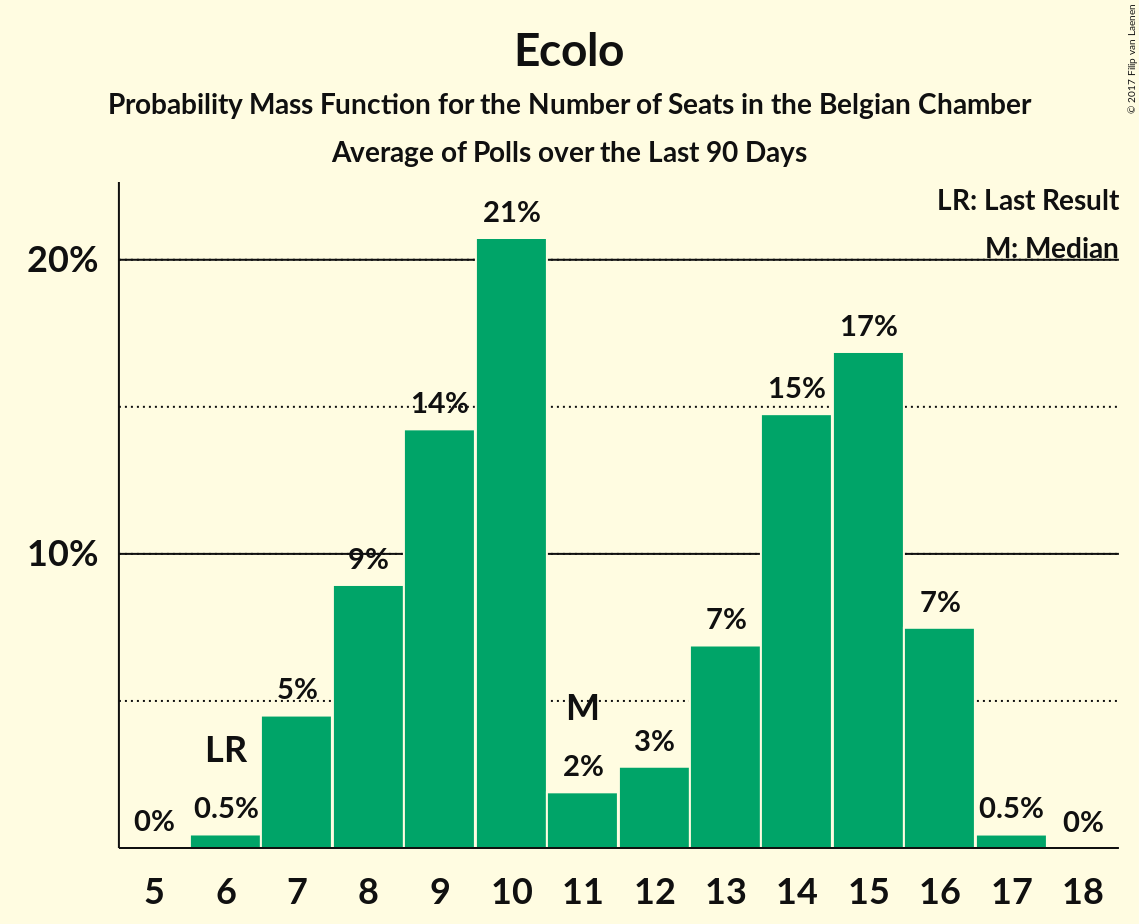 Ecolo
Probability Mass Function for the Number of Seats in the Belgian Chamber
Average of Polls over the Last 90 Days
© 2017 Filip van Laenen
LR: Last Result
M: Median
20%
10%
0%
0.5%
5%
9%
14%
21%
2%
3%
7%
15%
17%
7%
0.5%
0%
LR
M
5 6 7 8 9 10 11 12 13 14 15 16 17 18